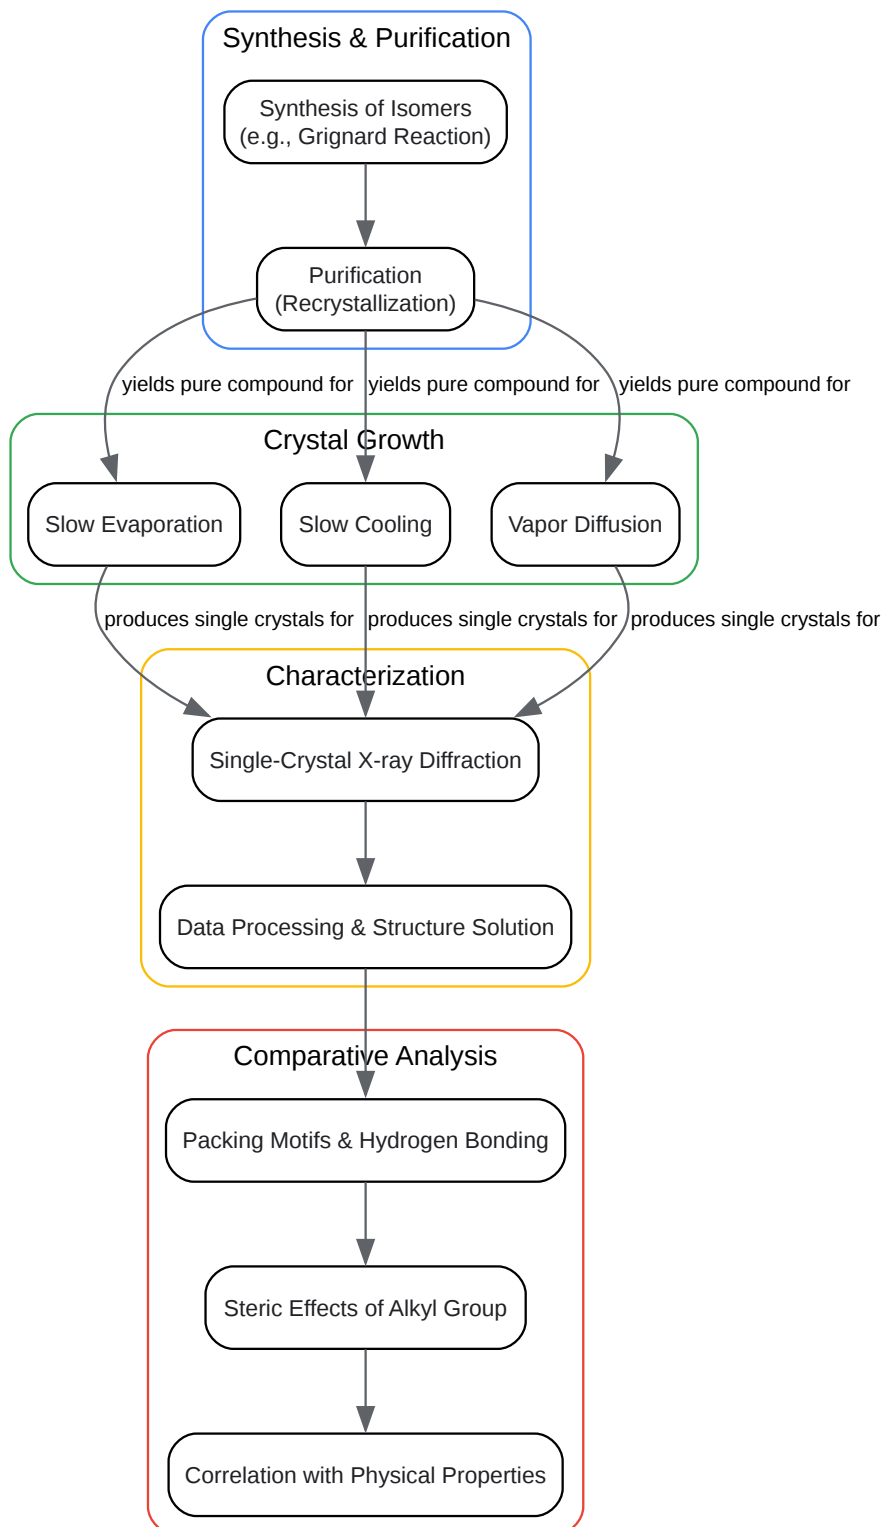 Synthesis & Purification
Synthesis of Isomers
(e.g., Grignard Reaction)
Purification
(Recrystallization)
yields pure compound for
yields pure compound for
yields pure compound for
Crystal Growth
Slow Evaporation
Slow Cooling
Vapor Diffusion
produces single crystals for
produces single crystals for
produces single crystals for
Characterization
Single-Crystal X-ray Diffraction
Data Processing & Structure Solution
Comparative Analysis
Packing Motifs & Hydrogen Bonding
Steric Effects of Alkyl Group
Correlation with Physical Properties